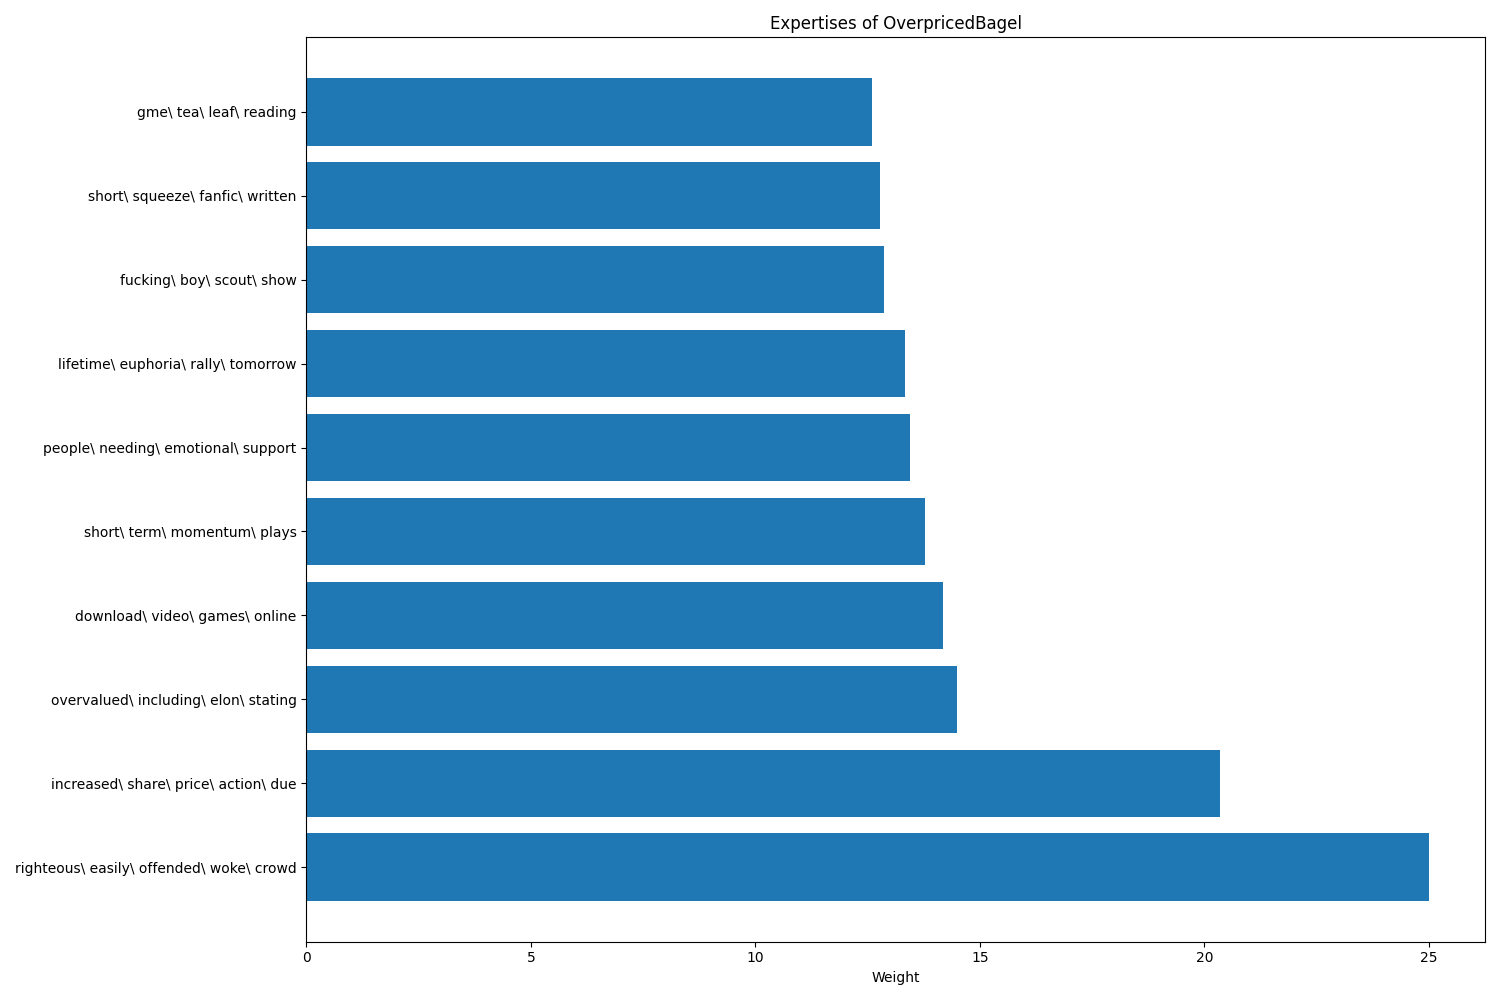 Expertises of OverpricedBagel
gme\ tea\ leaf\ reading
short\ squeeze\ fanfic\ written
fucking\ boy\ scout\ show
lifetime\ euphoria\ rally\ tomorrow
people\ needing\ emotional\ support
short\ term\ momentum\ plays
download\ video\ games\ online
overvalued\ including\ elon\ stating
increased\ share\ price\ action\ due
righteous\ easily\ offended\ woke\ crowd
0 5 10 15 20 25
Weight